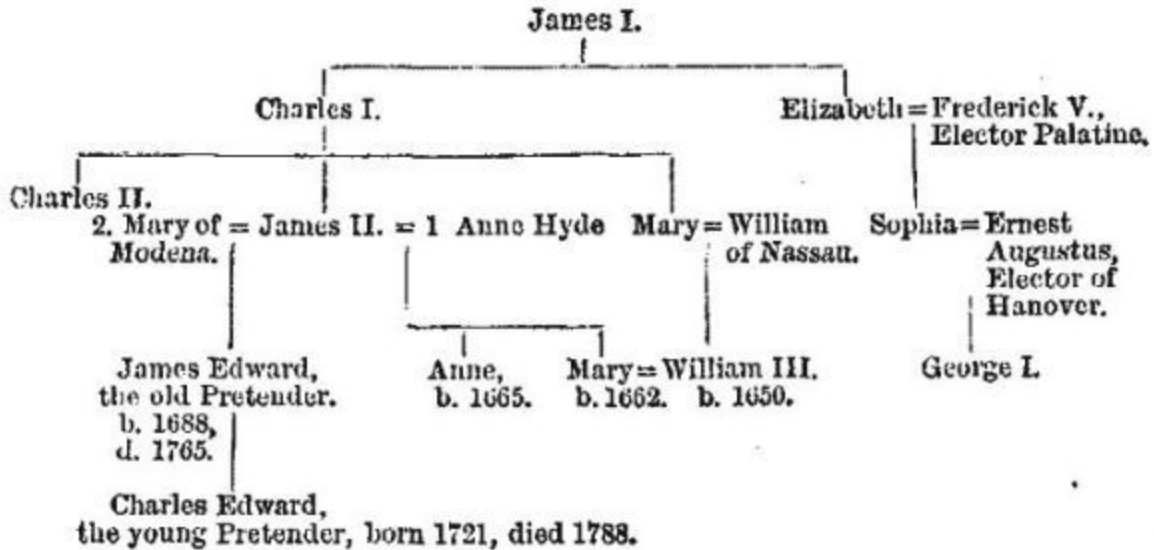 James I.
Charles I.
Elizabeth = Frederick V.,
Elector Palatine.
Charles II.
2. Mary of = James II. = 1 Anne Hyde Mary = William
Modena.
of Nassau.
Sophia = Ernest
Augustus,
Elector of
Hanover.
James Edward,
the old Pretender.
b. 1688,
d. 1765.
Anne,
b. 1665.
Mary = William III.
b. 1662. b. 1650.
George I.
Charles Edward,
the young Pretender, born 1721, died 1788.